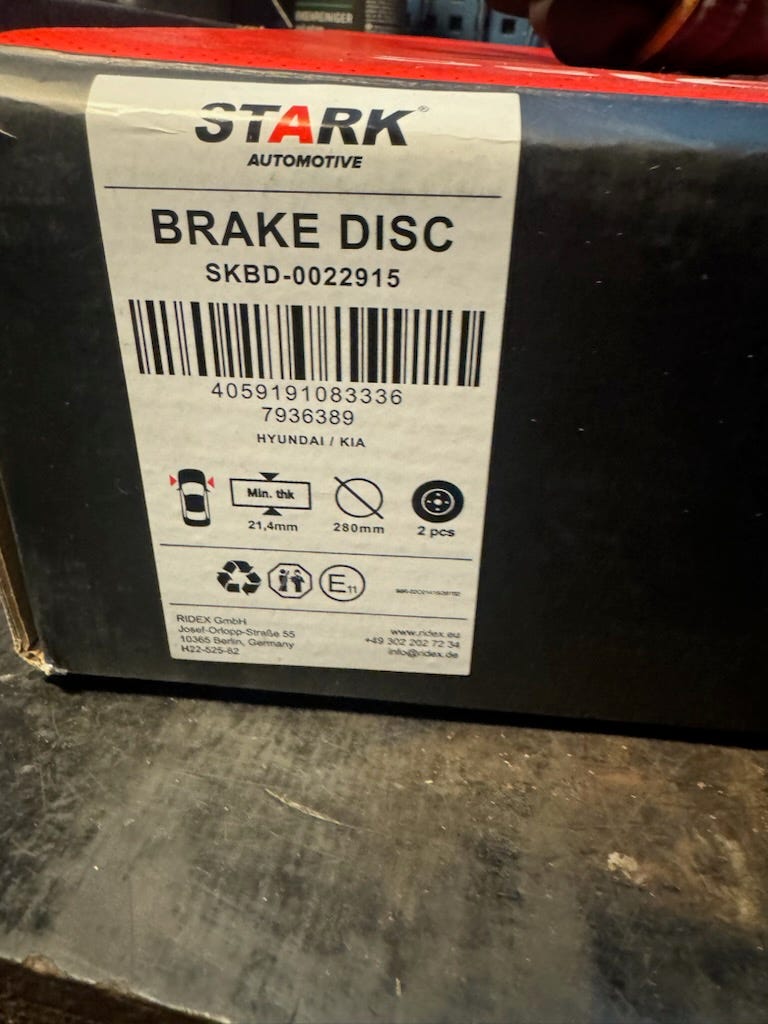 REINIGER
STARK®
AUTOMOTIVE
BRAKE DISC
SKBD-0022915
4059191083336
7936389
HYUNDAI / KIA
Min. thk
21,4mm
280mm
2 pcs
E11
RIDEX GmbH
Josef-Orlopp-Straße 55
10365 Berlin, Germany
H22-525-82
www.ridex.eu
+49 302 202 72 34
info@ridex.de